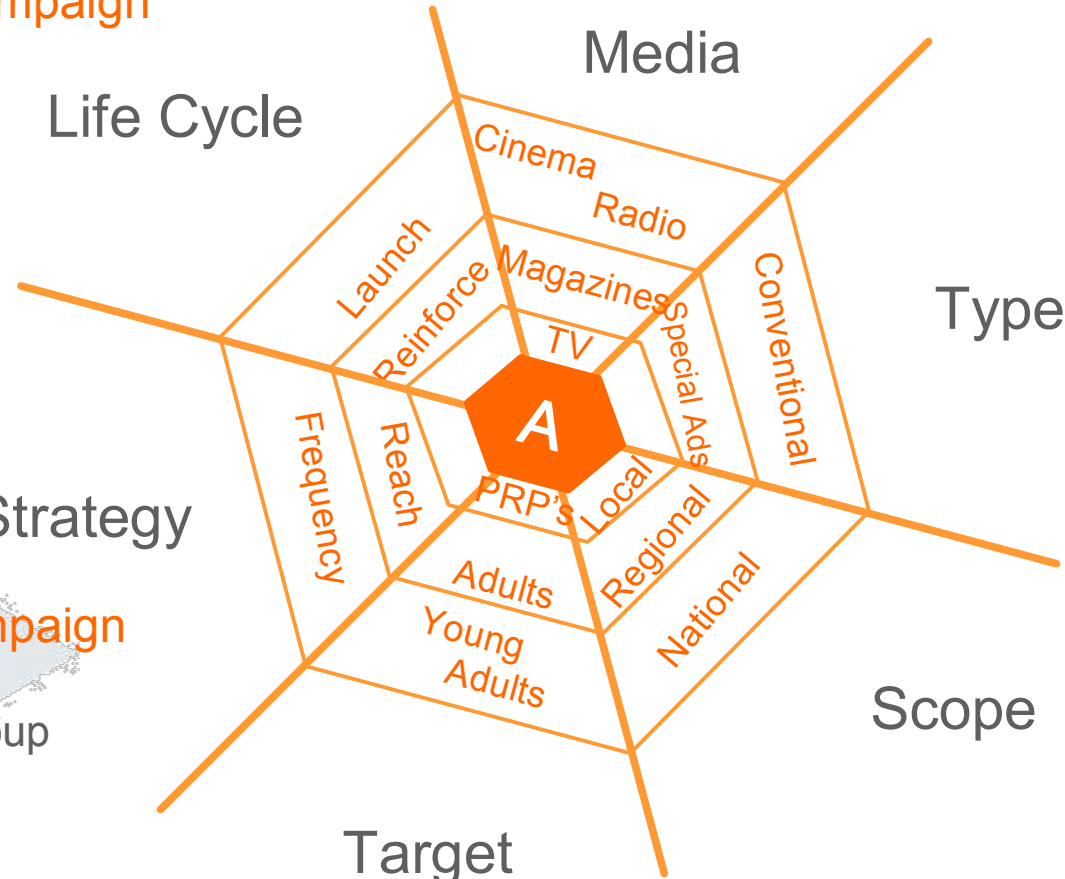 mpaign
Media
Life Cycle
Cinema
Radio
Launch
Magazines
Reinforce
Conventional
Type
Special Ads
TV
A
Frequency
Reach
PRP's
Local
Strategy
Regional
Adults
National
Young
Adults
mpaign
Scope
oup
Target